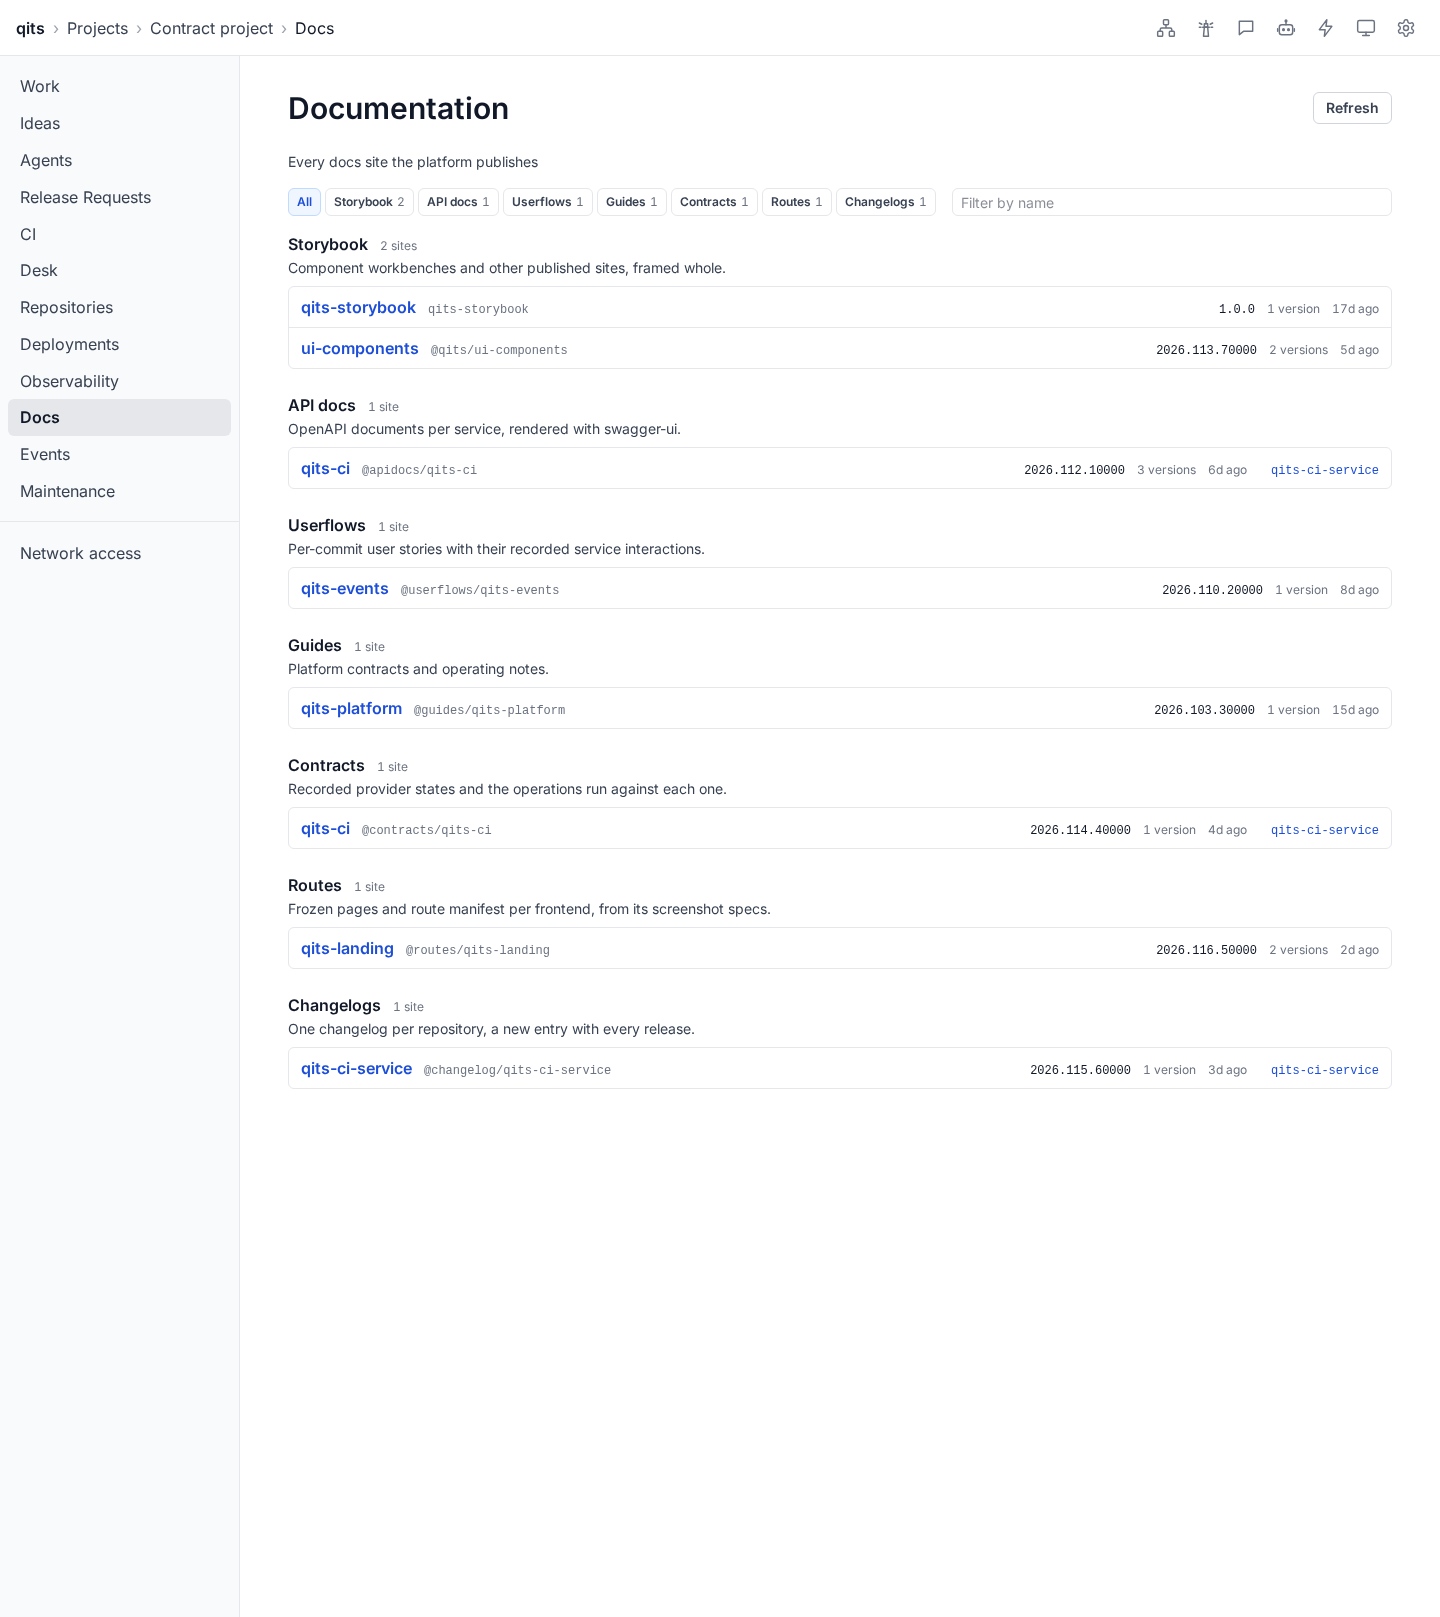 qits › Projects › Contract project › Docs
Work
Ideas
Agents
Release Requests
CI
Desk
Repositories
Deployments
Observability
Docs
Events
Maintenance
Network access
Documentation
Refresh
Every docs site the platform publishes
All Storybook 2 API docs 1 Userflows 1 Guides 1 Contracts 1 Routes 1 Changelogs 1 Filter by name
Storybook 2 sites
Component workbenches and other published sites, framed whole.
qits-storybook qits-storybook 1.0.0 1 version 17d ago
ui-components @qits/ui-components 2026.113.70000 2 versions 5d ago
API docs 1 site
OpenAPI documents per service, rendered with swagger-ui.
qits-ci @apidocs/qits-ci 2026.112.10000 3 versions 6d ago qits-ci-service
Userflows 1 site
Per-commit user stories with their recorded service interactions.
qits-events @userflows/qits-events 2026.110.20000 1 version 8d ago
Guides 1 site
Platform contracts and operating notes.
qits-platform @guides/qits-platform 2026.103.30000 1 version 15d ago
Contracts 1 site
Recorded provider states and the operations run against each one.
qits-ci @contracts/qits-ci 2026.114.40000 1 version 4d ago qits-ci-service
Routes 1 site
Frozen pages and route manifest per frontend, from its screenshot specs.
qits-landing @routes/qits-landing 2026.116.50000 2 versions 2d ago
Changelogs 1 site
One changelog per repository, a new entry with every release.
qits-ci-service @changelog/qits-ci-service 2026.115.60000 1 version 3d ago qits-ci-service